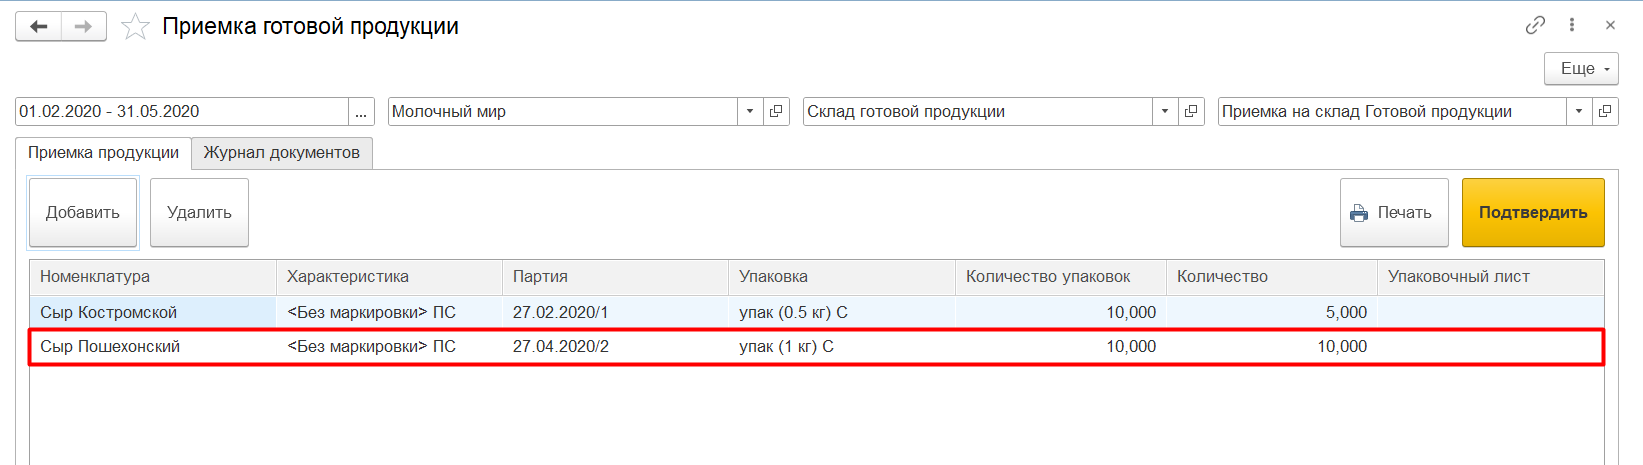 Приемка готовой продукции
Еще
01.02.2020 - 31.05.2020 ... Молочный мир Склад готовой продукции Приемка на склад Готовой продукции
Приемка продукции Журнал документов
Добавить Удалить Печать Подтвердить
Номенклатура Характеристика Партия Упаковка Количество упаковок Количество Упаковочный лист
Сыр Костромской <Без маркировки> ПС 27.02.2020/1 упак (0.5 кг) С 10,000 5,000
Сыр Пошехонский <Без маркировки> ПС 27.04.2020/2 упак (1 кг) С 10,000 10,000